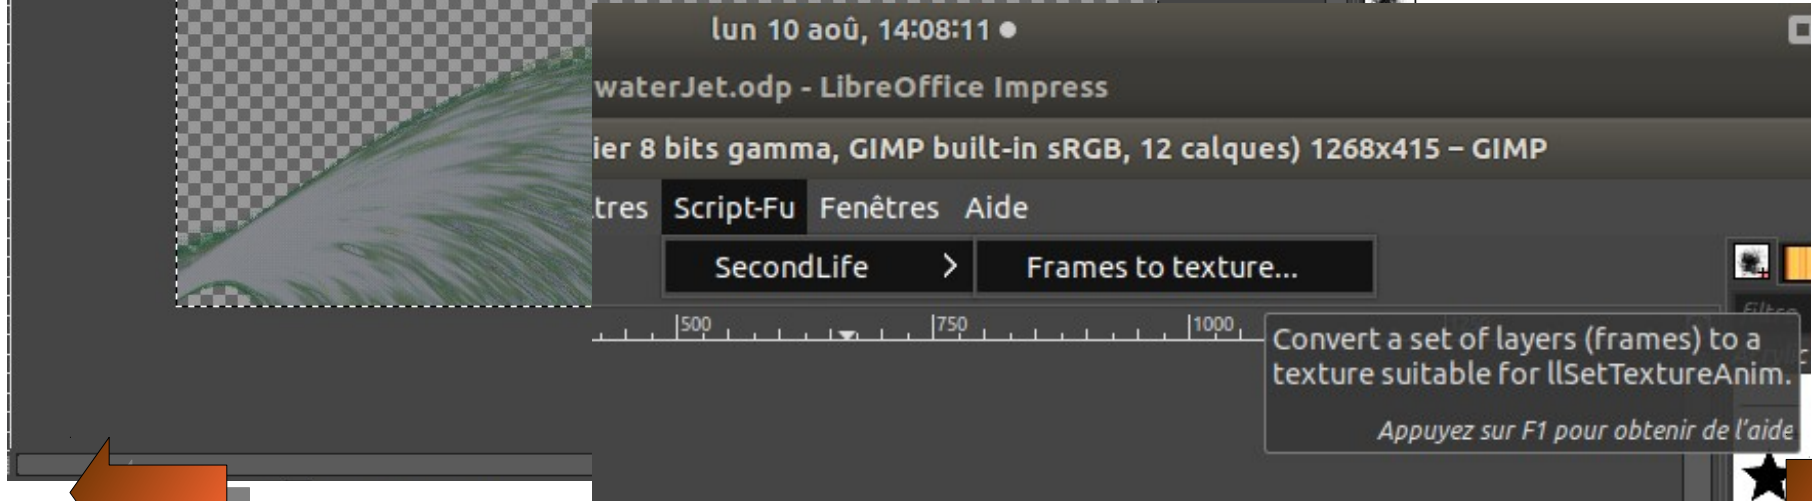 lun 10 aoû, 14:08:11
waterJet.odp - LibreOffice Impress
ier 8 bits gamma, GIMP built-in sRGB, 12 calques) 1268x415 – GIMP
tres Script-Fu Fenêtres Aide
SecondLife Frames to texture...
500 750 1000
Convert a set of layers (frames) to a
texture suitable for llSetTextureAnim.
Appuyez sur F1 pour obtenir de l'aide